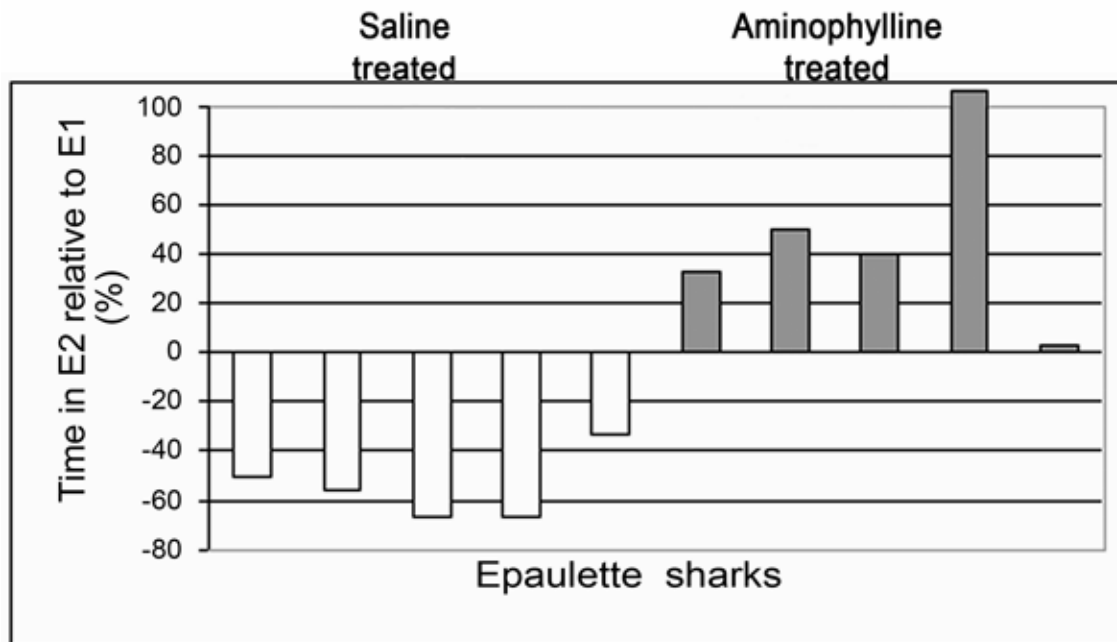 Saline
treated
Aminophylline
treated
Time in E2 relative to E1
(%)
100
80
60
40
20
0
-20
-40
-60
-80
Epaulette sharks